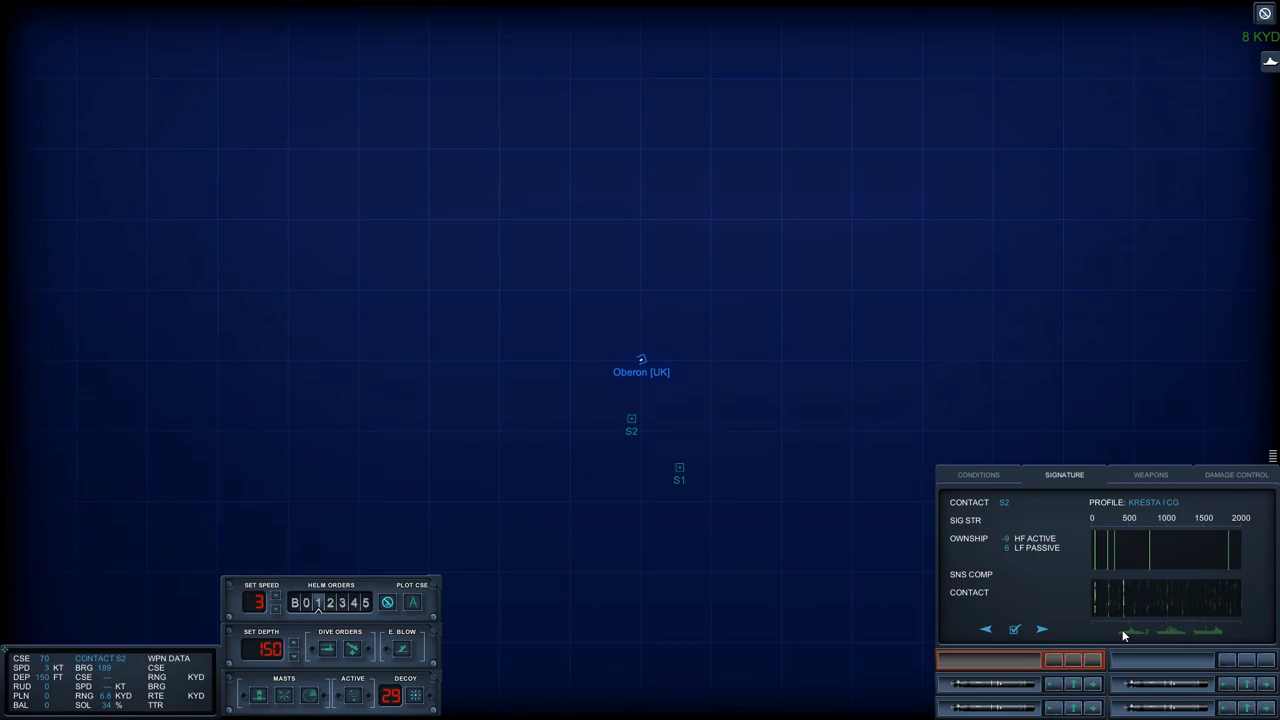 8 KYD
Oberon [UK]
S2
S1
CONDITIONS SIGNATURE WEAPONS DAMAGE CONTROL
CONTACT S2 PROFILE: KRESTA I CG
SIG STR 0 500 1000 1500 2000
OWNSHIP -9 HF ACTIVE
6 LF PASSIVE
SNS COMP
CONTACT
SET SPEED HELM ORDERS PLOT CSE
3 B 0 1 2 3 4 5
SET DEPTH DIVE ORDERS E. BLOW
150
MASTS ACTIVE DECOY
29
CSE 70 CONTACT S2 WPN DATA
SPD 3 KT BRG 189 CSE
DEP 150 FT CSE --- RNG KYD
RUD 0 SPD --- KT BRG
PLN 0 RNG 6.8 KYD RTE KYD
BAL 0 SOL 34 % TTR